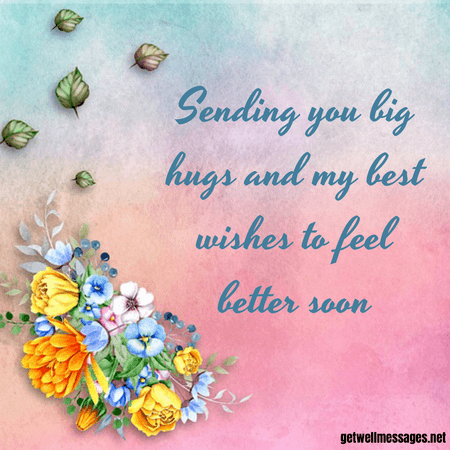 Sending you big
hugs and my best
wishes to feel
better soon
getwellmessages.net